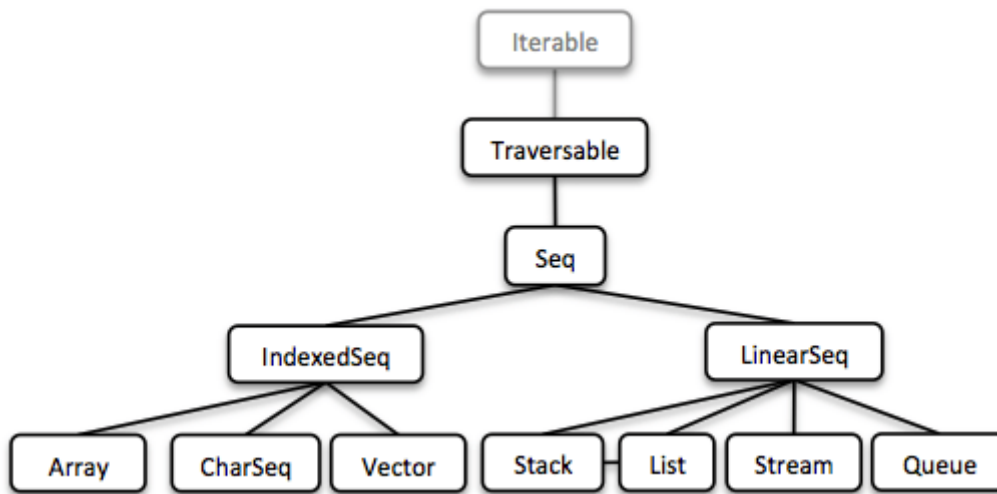 Iterable
Traversable
Seq
IndexedSeq
LinearSeq
Array
CharSeq
Vector
Stack
List
Stream
Queue